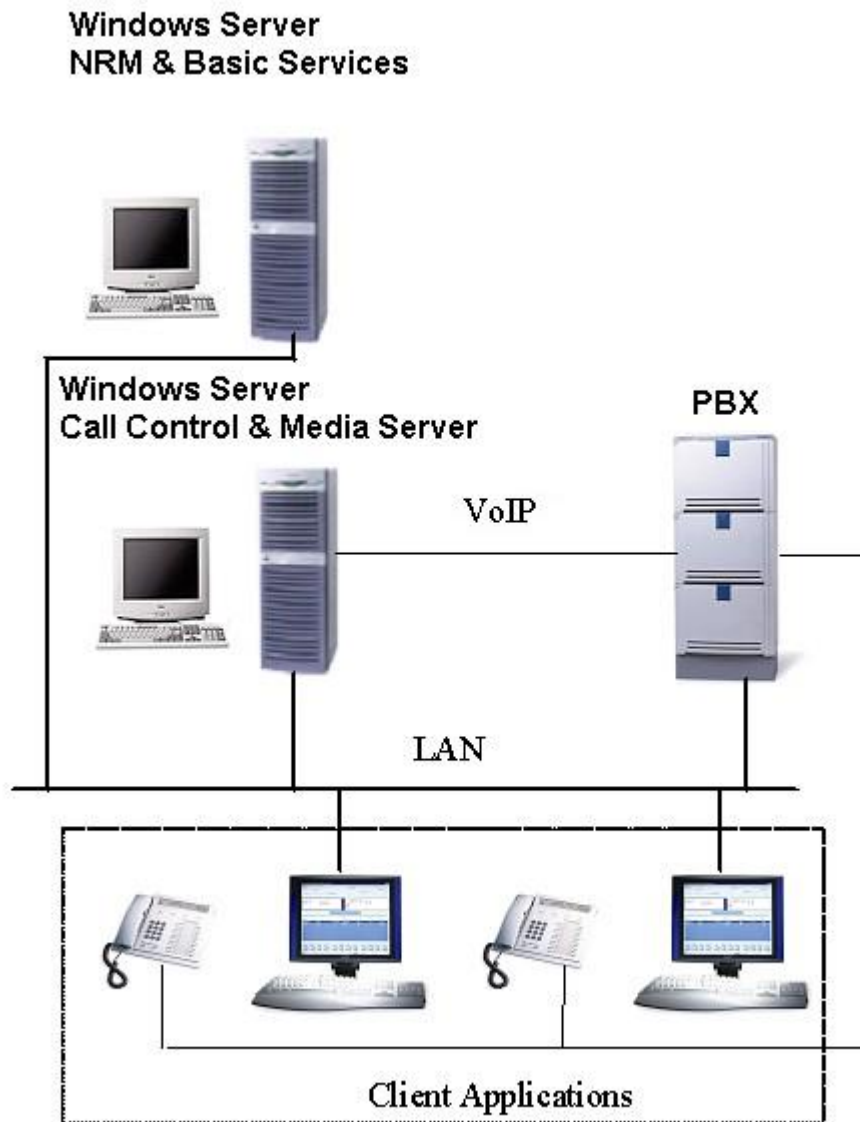 Windows Server
NRM & Basic Services
Windows Server
Call Control & Media Server
PBX
VoIP
LAN
Client Applications